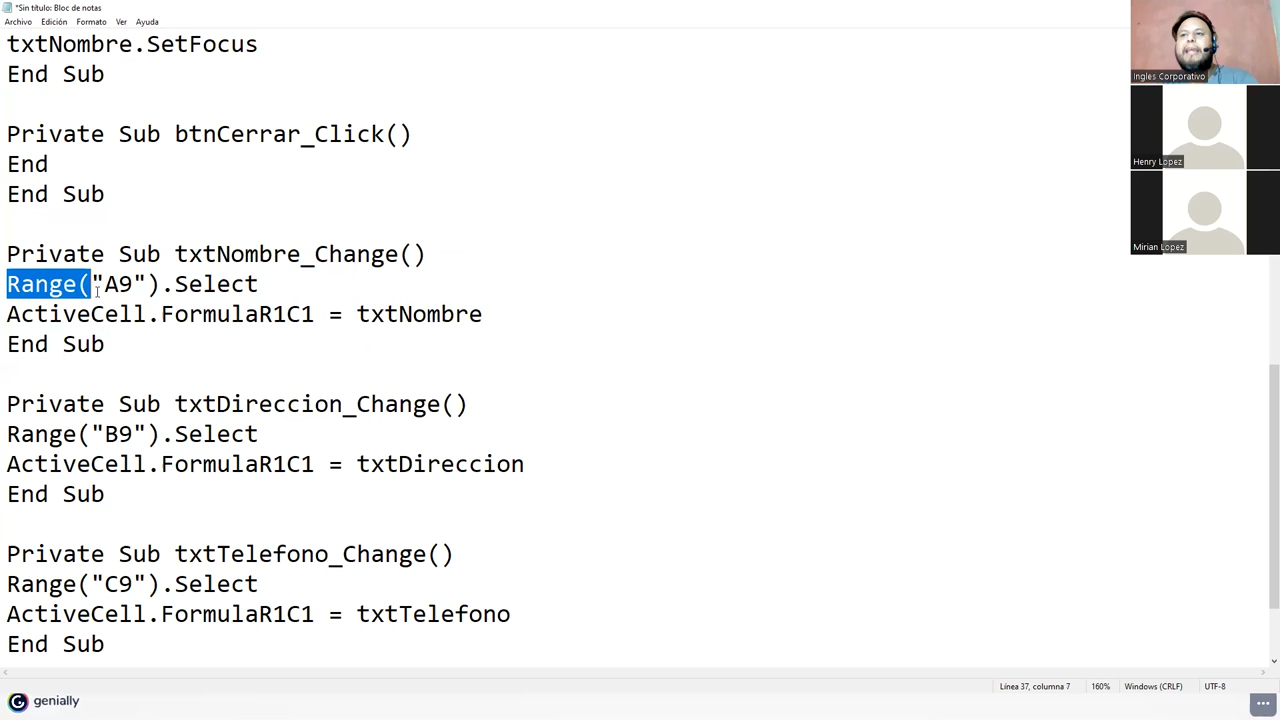 *Sin título: Bloc de notas
Archivo Edición Formato Ver Ayuda
txtNombre.SetFocus
End Sub
Private Sub btnCerrar_Click()
End
End Sub
Private Sub txtNombre_Change()
Range("A9").Select
ActiveCell.FormulaR1C1 = txtNombre
End Sub
Private Sub txtDireccion_Change()
Range("B9").Select
ActiveCell.FormulaR1C1 = txtDireccion
End Sub
Private Sub txtTelefono_Change()
Range("C9").Select
ActiveCell.FormulaR1C1 = txtTelefono
End Sub
Ingles Corporativo
Henry Lopez
Mirian Lopez
Línea 37, columna 7 160% Windows (CRLF) UTF-8
genially